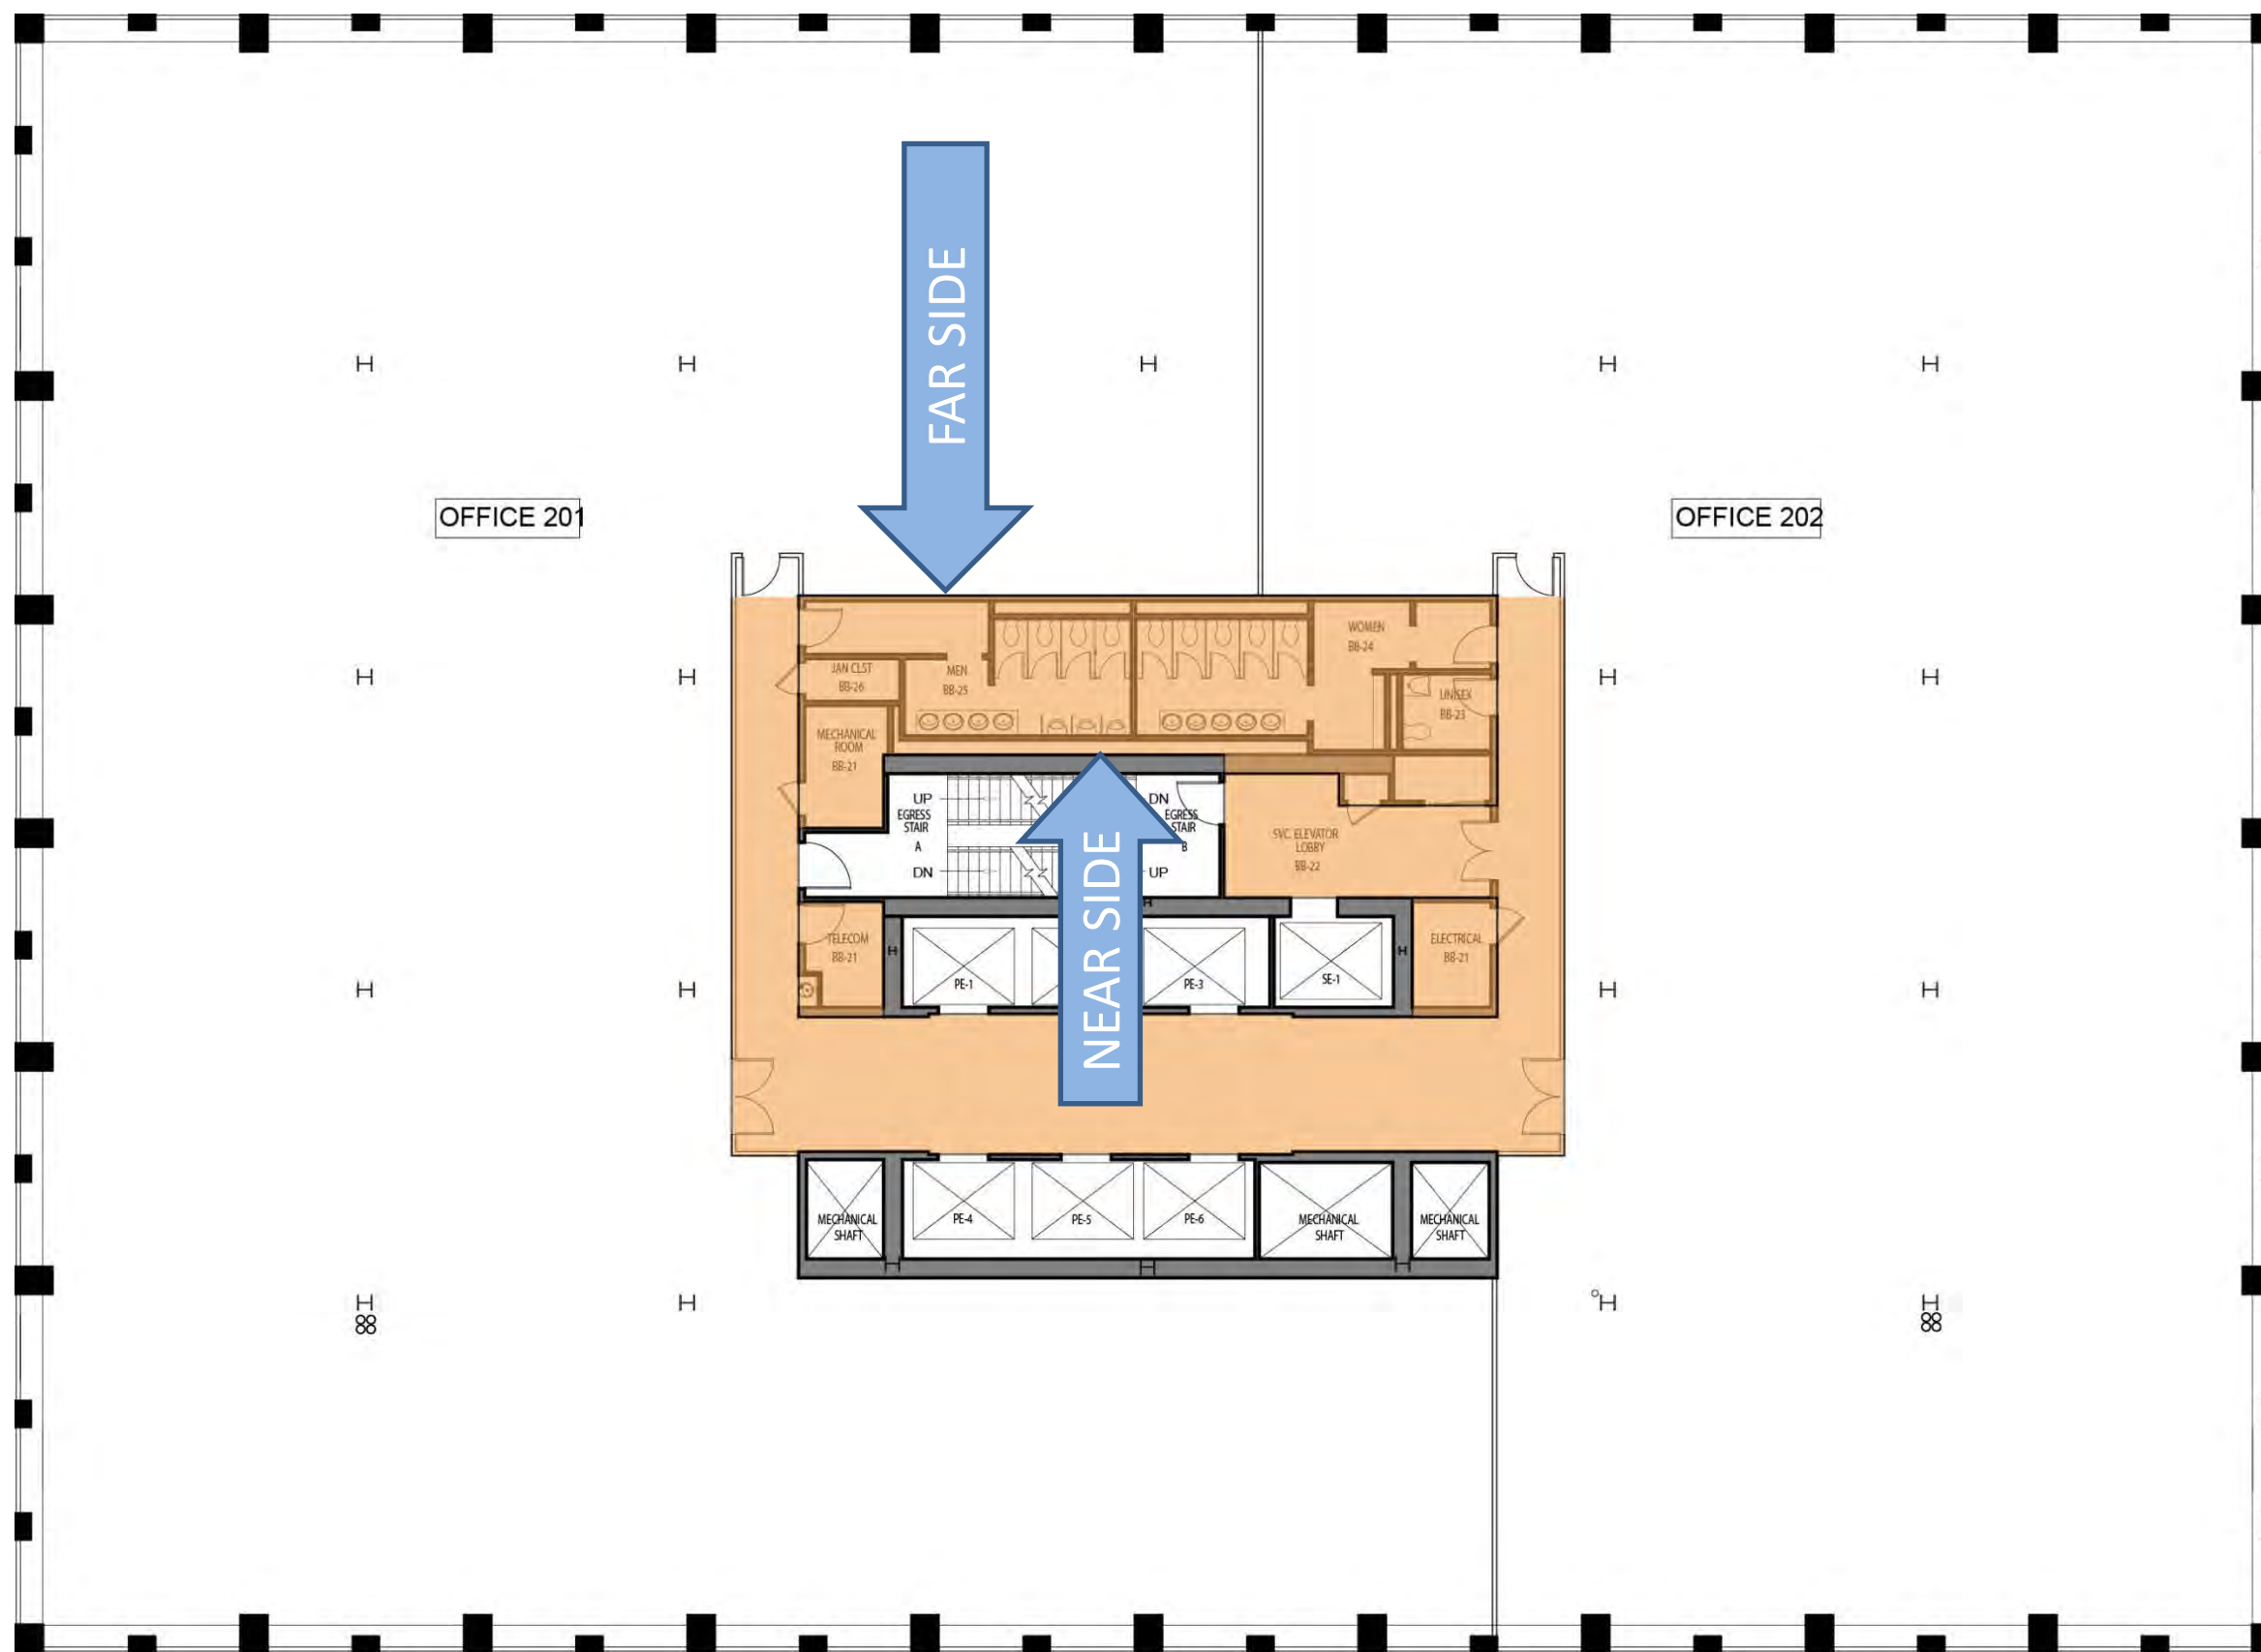 FAR SIDE
OFFICE 201
OFFICE 202
WOMEN
BB-24
JAN CLST
BB-26
MEN
BB-25
UNISEX
BB-23
MECHANICAL
ROOM
BB-21
UP
EGRESS
STAIR
A
DN
DN
EGRESS
STAIR
B
UP
SVC. ELEVATOR
LOBBY
BB-22
NEAR SIDE
TELECOM
BB-21
ELECTRICAL
BB-21
PE-1
PE-3
SE-1
MECHANICAL
SHAFT
PE-4
PE-5
PE-6
MECHANICAL
SHAFT
MECHANICAL
SHAFT